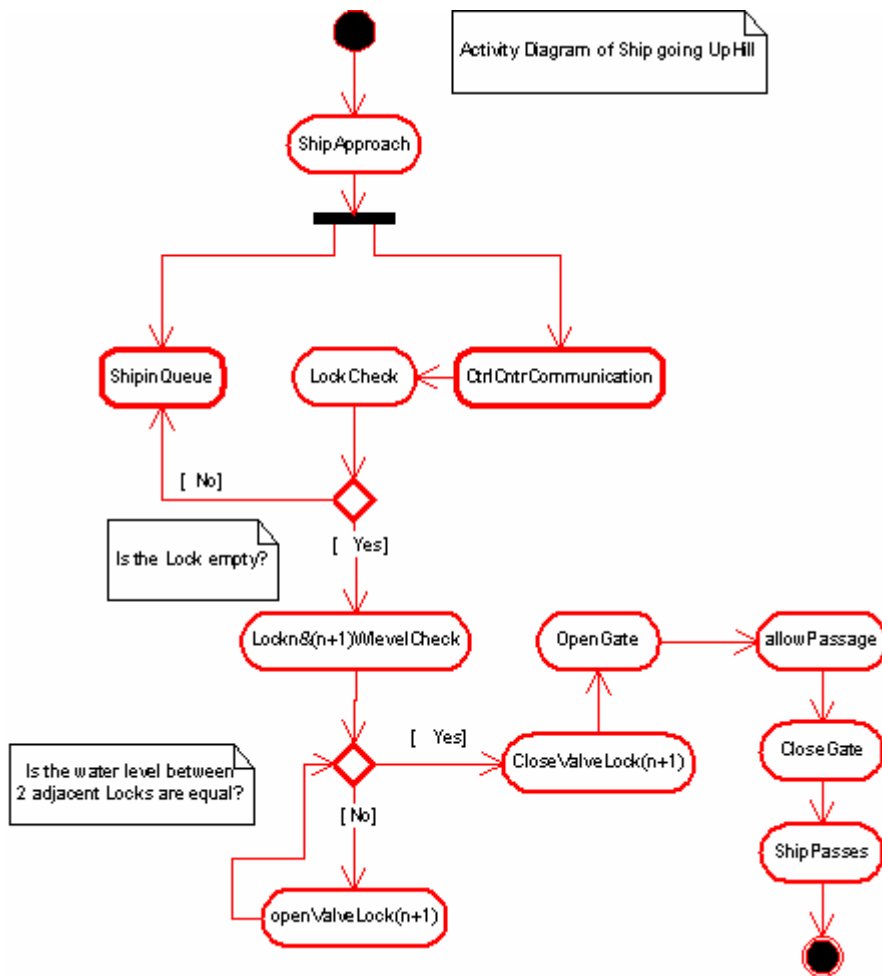 Activity Diagram of Ship going UpHill
ShipApproach
ShipinQueue
LockCheck
CtrlCntrCommunication
[ No]
[ Yes]
Is the Lock empty?
Lockn&(n+1)WlevelCheck
OpenGate
allowPassage
[ Yes]
Is the water level between
2 adjacent Locks are equal?
CloseValveLock(n+1)
CloseGate
[No]
ShipPasses
openValveLock(n+1)